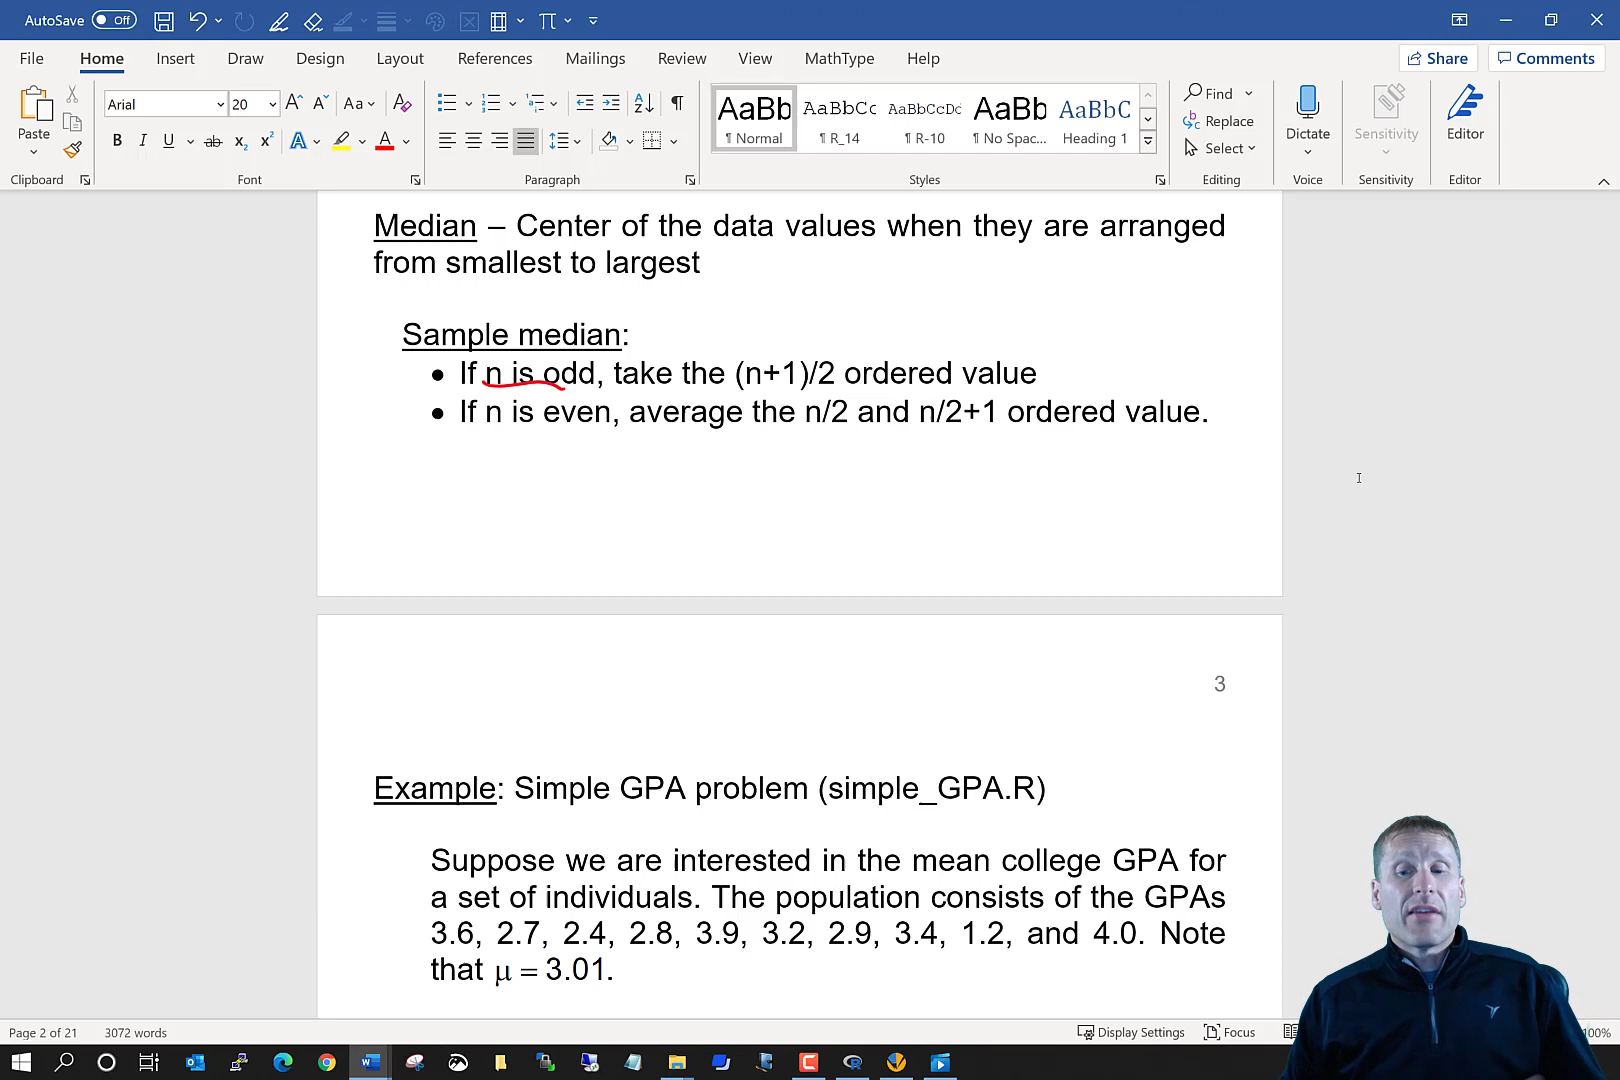 AutoSave Off
File Home Insert Draw Design Layout References Mailings Review View MathType Help Share Comments
Paste
Arial 20
Aa
AaBb AaBbCc AaBbCcDc AaBb AaBbC
¶ Normal ¶ R_14 ¶ R-10 ¶ No Spac... Heading 1
Find
Replace
Select
Dictate Sensitivity Editor
Clipboard Font Paragraph Styles Editing Voice Sensitivity Editor
Median – Center of the data values when they are arranged
from smallest to largest
Sample median:
• If n is odd, take the (n+1)/2 ordered value
• If n is even, average the n/2 and n/2+1 ordered value.
3
Example: Simple GPA problem (simple_GPA.R)
Suppose we are interested in the mean college GPA for
a set of individuals. The population consists of the GPAs
3.6, 2.7, 2.4, 2.8, 3.9, 3.2, 2.9, 3.4, 1.2, and 4.0. Note
that μ = 3.01.
Page 2 of 21 3072 words Display Settings Focus 100%